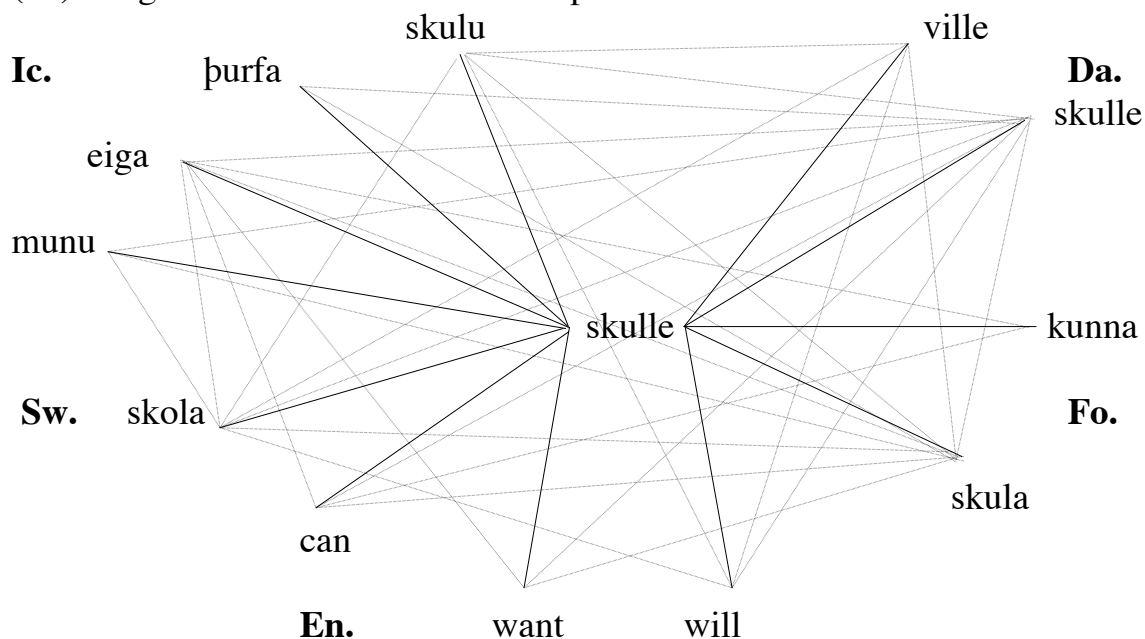 skulu
ville
Ic.
þurfa
Da.
skulle
eiga
munu
skulle
kunna
Sw.
skola
Fo.
skula
can
En.
want
will